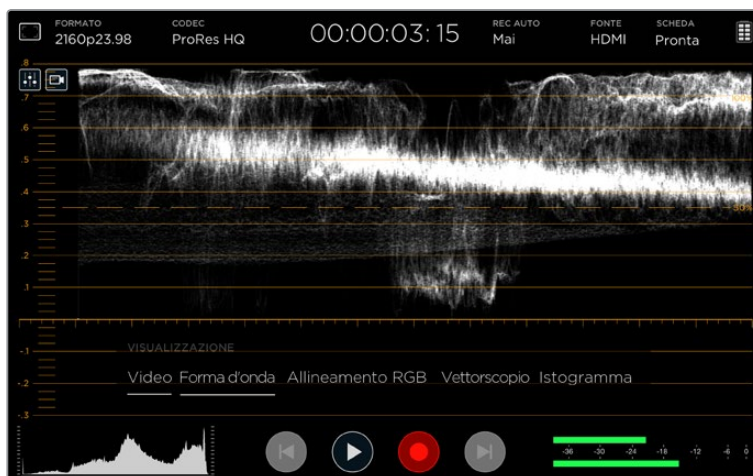 FORMATO CODEC REC AUTO FONTE SCHEDA
2160p23.98 ProRes HQ 00:00:03:15 Mai HDMI Pronta
.8
.7
100%
.6
.5
.4
30%
.3
.2
.1
-.1
VISUALIZZAZIONE
Video Forma d'onda Allineamento RGB Vettorscopio Istogramma
-.2
-.3
-36 -30 -24 -18 -12 -6 0